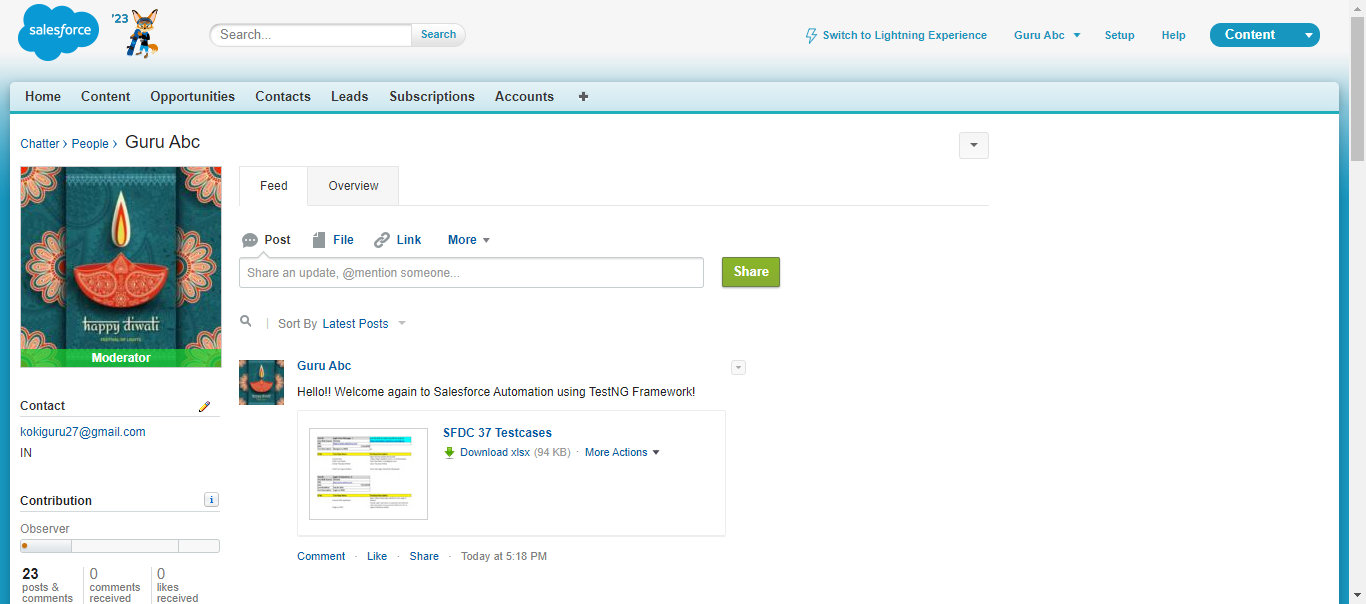 salesforce
'23
Search...
Search
Switch to Lightning Experience
Guru Abc
Setup
Help
Content
Home Content Opportunities Contacts Leads Subscriptions Accounts +
Chatter › People › Guru Abc
happy diwali
FESTIVAL OF LIGHTS
Moderator
Contact
kokiguru27@gmail.com
IN
Contribution
i
Observer
23
posts &
comments
0
comments
received
0
likes
received
Feed Overview
Post File Link More
Share an update, @mention someone...
Share
Sort By Latest Posts
Guru Abc
Hello!! Welcome again to Salesforce Automation using TestNG Framework!
SFDC 37 Testcases
Download xlsx (94 KB) · More Actions
Comment · Like · Share · Today at 5:18 PM